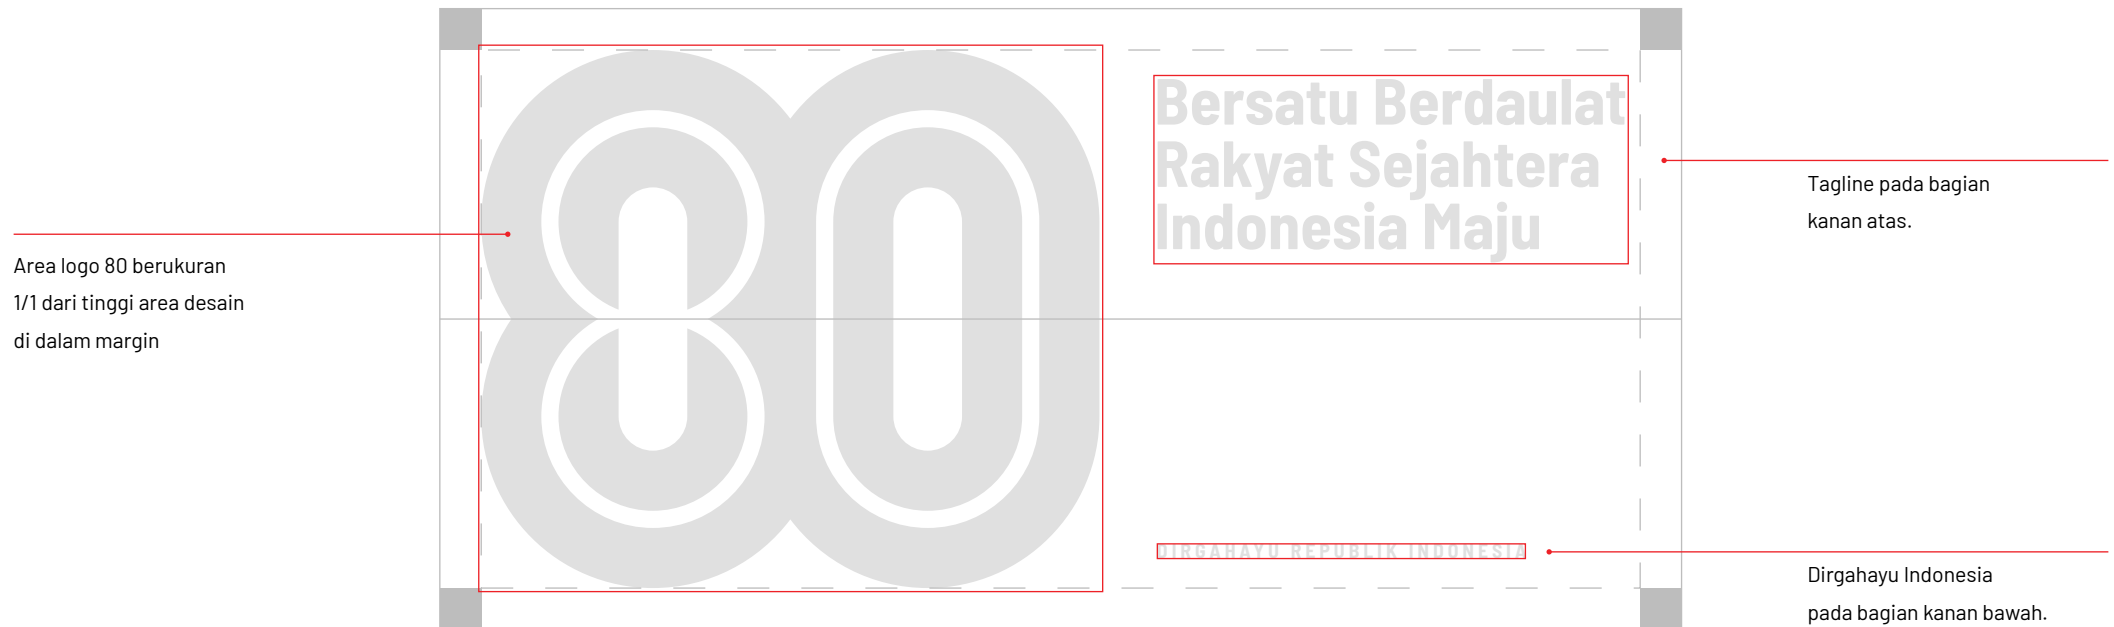 Area logo 80 berukuran
1/1 dari tinggi area desain
di dalam margin
80
Bersatu Berdaulat
Rakyat Sejahtera
Indonesia Maju
DIRGAHAYU REPUBLIK INDONESIA
Tagline pada bagian
kanan atas.
Dirgahayu Indonesia
pada bagian kanan bawah.